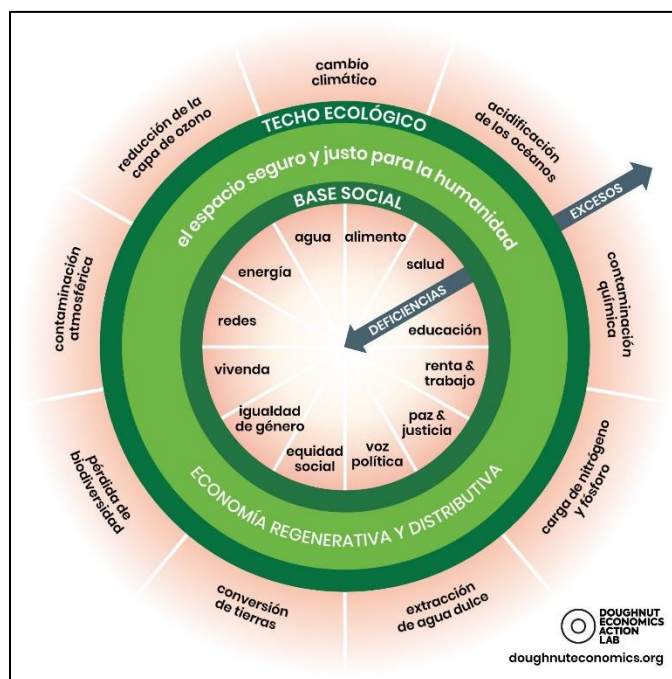 cambio
climático
acidificación
de los océanos
EXCESOS
contaminación
química
carga de nitrógeno
y fósforo
extracción
de agua dulce
conversión
de tierras
pérdida de
biodiversidad
contaminación
atmosférica
reducción de la
capa de ozono
TECHO ECOLÓGICO
el espacio seguro y justo para la humanidad
BASE SOCIAL
agua
alimento
salud
DEFICIENCIAS
educación
renta &
trabajo
paz &
justicia
voz
política
equidad
social
igualdad
de género
vivenda
redes
energía
ECONOMÍA REGENERATIVA Y DISTRIBUTIVA
DOUGHNUT
ECONOMICS
ACTION
LAB
doughnuteconomics.org